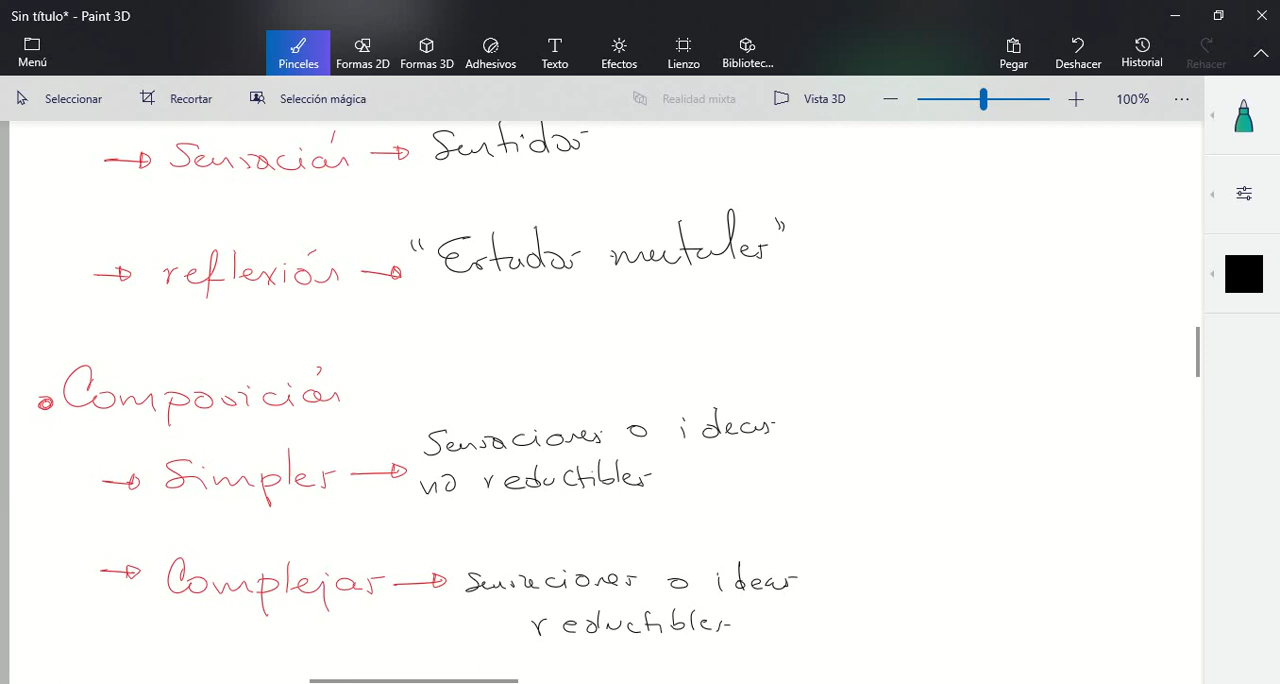 Sin título* - Paint 3D
Menú
Pinceles
Formas 2D
Formas 3D
Adhesivos
Texto
Efectos
Lienzo
Bibliotec...
Pegar
Deshacer
Historial
Rehacer
Seleccionar
Recortar
Selección mágica
Realidad mixta
Vista 3D
100%
→ Sensación → Sentidos
→ reflexión → "Estados mentales"
• Composición
→ Simples → Sensaciones o ideas
no reductibles
→ Complejas → sensaciones o ideas
reductibles